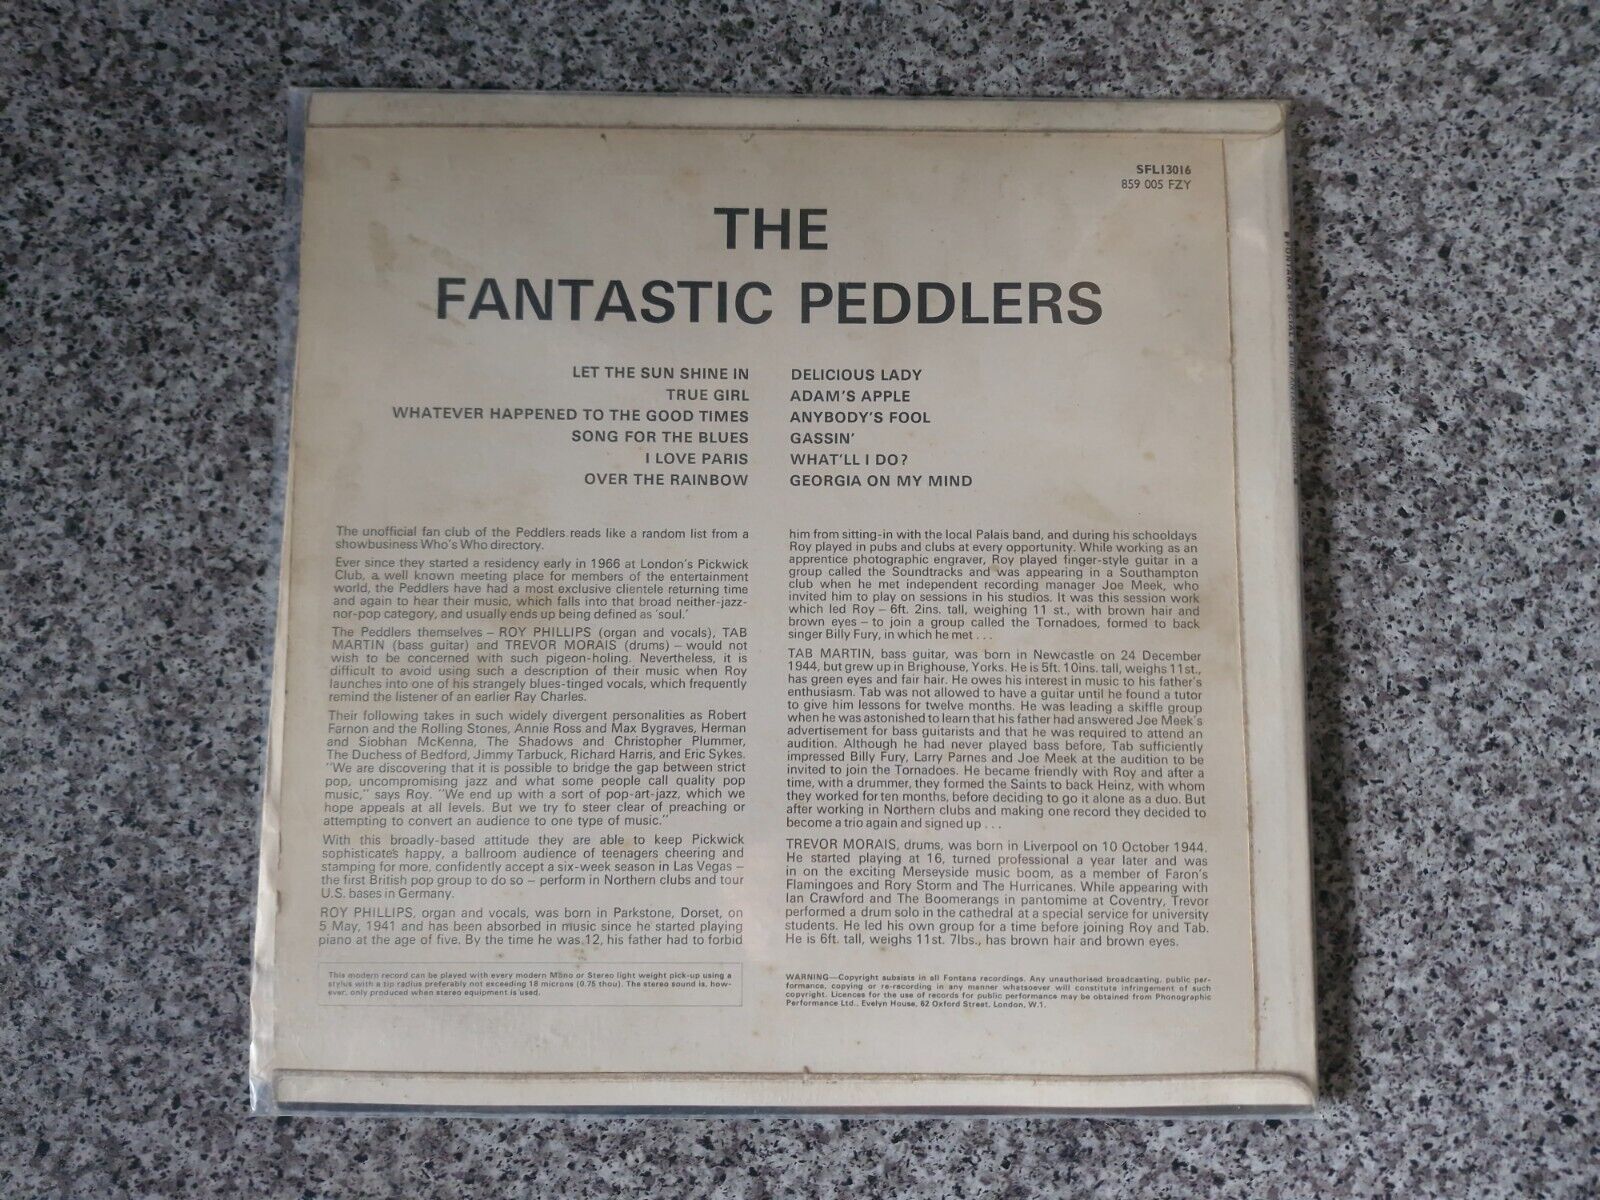 SFL13016
859 005 FZY
THE
FANTASTIC PEDDLERS
LET THE SUN SHINE IN
TRUE GIRL
WHATEVER HAPPENED TO THE GOOD TIMES
SONG FOR THE BLUES
I LOVE PARIS
OVER THE RAINBOW
DELICIOUS LADY
ADAM'S APPLE
ANYBODY'S FOOL
GASSIN'
WHAT'LL I DO?
GEORGIA ON MY MIND
The unofficial fan club of the Peddlers reads like a random list from a
showbusiness Who's Who directory.
Ever since they started a residency early in 1966 at London's Pickwick
Club, a well known meeting place for members of the entertainment
world, the Peddlers have had a most exclusive clientele returning time
and again to hear their music, which falls into that broad neither-jazz-
nor-pop category, and usually ends up being defined as 'soul.'
The Peddlers themselves – ROY PHILLIPS (organ and vocals), TAB
MARTIN (bass guitar) and TREVOR MORAIS (drums) – would not
wish to be concerned with such pigeon-holing. Nevertheless, it is
difficult to avoid using such a description of their music when Roy
launches into one of his strangely blues-tinged vocals, which frequently
remind the listener of an earlier Ray Charles.
Their following takes in such widely divergent personalities as Robert
Farnon and the Rolling Stones, Annie Ross and Max Bygraves, Herman
and Siobhan McKenna, The Shadows and Christopher Plummer,
The Duchess of Bedford, Jimmy Tarbuck, Richard Harris, and Eric Sykes.
"We are discovering that it is possible to bridge the gap between strict
pop, uncompromising jazz and what some people call quality pop
music," says Roy. "We end up with a sort of pop-art-jazz, which we
hope appeals at all levels. But we try to steer clear of preaching or
attempting to convert an audience to one type of music."
With this broadly-based attitude they are able to keep Pickwick
sophisticates happy, a ballroom audience of teenagers cheering and
stamping for more, confidently accept a six-week season in Las Vegas –
the first British pop group to do so – perform in Northern clubs and tour
U.S. bases in Germany.
ROY PHILLIPS, organ and vocals, was born in Parkstone, Dorset, on
5 May, 1941 and has been absorbed in music since he started playing
piano at the age of five. By the time he was 12, his father had to forbid
him from sitting-in with the local Palais band, and during his schooldays
Roy played in pubs and clubs at every opportunity. While working as an
apprentice photographic engraver, Roy played finger-style guitar in a
group called the Soundtracks and was appearing in a Southampton
club when he met independent recording manager Joe Meek, who
invited him to play on sessions in his studios. It was this session work
which led Roy – 6ft. 2ins. tall, weighing 11 st., with brown hair and
brown eyes – to join a group called the Tornadoes, formed to back
singer Billy Fury, in which he met . . .
TAB MARTIN, bass guitar, was born in Newcastle on 24 December
1944, but grew up in Brighouse, Yorks. He is 5ft. 10ins. tall, weighs 11st.,
has green eyes and fair hair. He owes his interest in music to his father's
enthusiasm. Tab was not allowed to have a guitar until he found a tutor
to give him lessons for twelve months. He was leading a skiffle group
when he was astonished to learn that his father had answered Joe Meek's
advertisement for bass guitarists and that he was required to attend an
audition. Although he had never played bass before, Tab sufficiently
impressed Billy Fury, Larry Parnes and Joe Meek at the audition to be
invited to join the Tornadoes. He became friendly with Roy and after a
time, with a drummer, they formed the Saints to back Heinz, with whom
they worked for ten months, before deciding to go it alone as a duo. But
after working in Northern clubs and making one record they decided to
become a trio again and signed up . . .
TREVOR MORAIS, drums, was born in Liverpool on 10 October 1944.
He started playing at 16, turned professional a year later and was
in on the exciting Merseyside music boom, as a member of Faron's
Flamingoes and Rory Storm and The Hurricanes. While appearing with
Ian Crawford and The Boomerangs in pantomime at Coventry, Trevor
performed a drum solo in the cathedral at a special service for university
students. He led his own group for a time before joining Roy and Tab.
He is 6ft. tall, weighs 11st. 7lbs., has brown hair and brown eyes.
This modern record can be played with every modern Mono or Stereo light weight pick-up using a
stylus with a tip radius preferably not exceeding 18 microns (0.75 thou). The stereo sound is, how-
ever, only produced when stereo equipment is used.
WARNING—Copyright subsists in all Fontana recordings. Any unauthorised broadcasting, public per-
formance, copying or re-recording in any manner whatsoever will constitute infringement of such
copyright. Licences for the use of records for public performance may be obtained from Phonographic
Performance Ltd., Evelyn House, 62 Oxford Street, London, W.1.
FONTANA SPECIAL